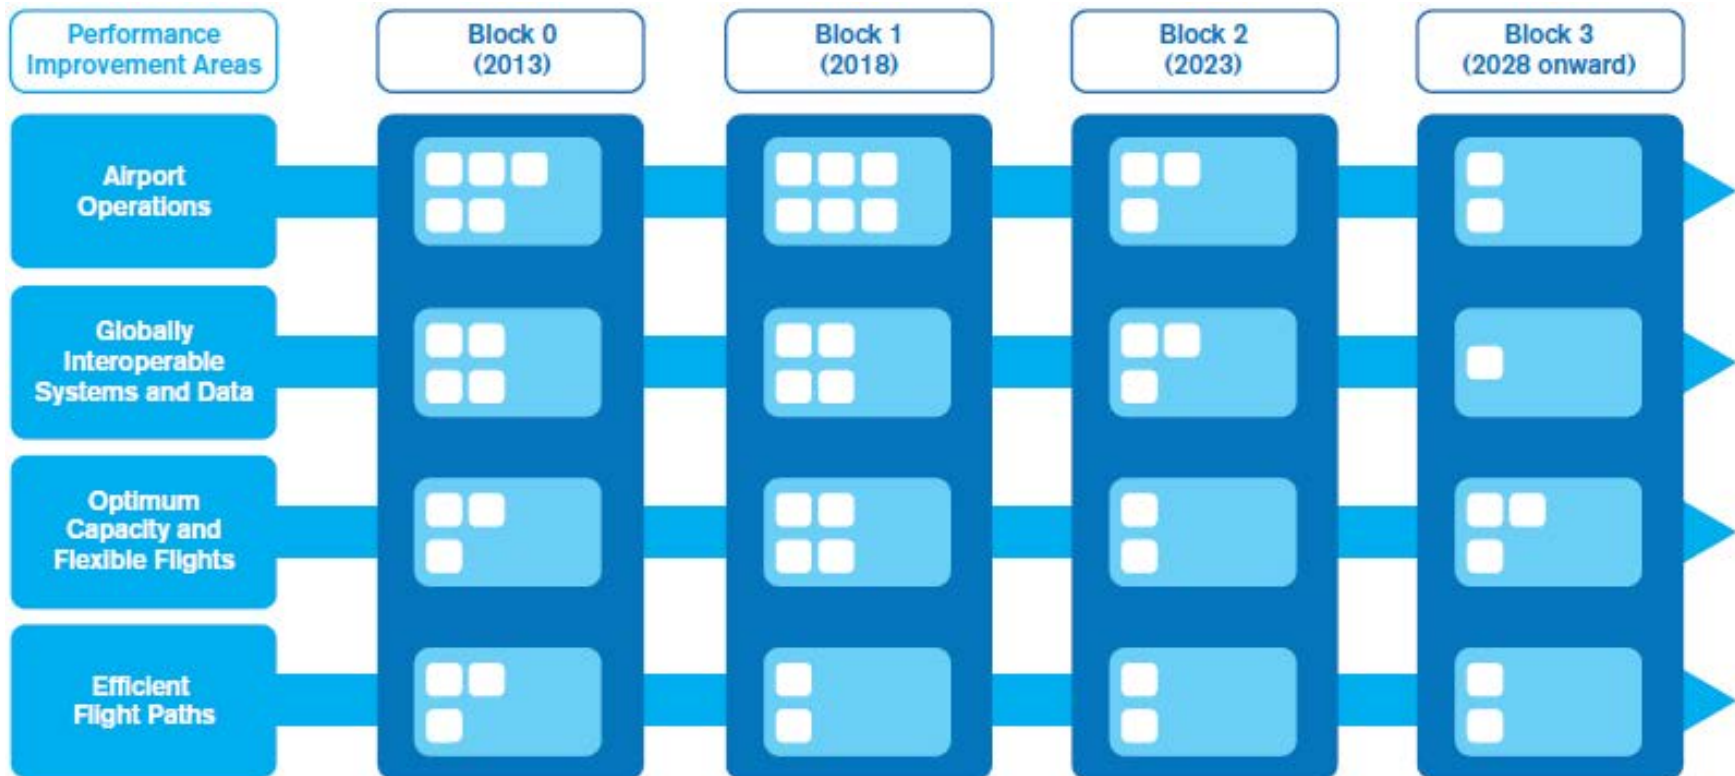 Performance
Improvement Areas
Block 0
(2013)
Block 1
(2018)
Block 2
(2023)
Block 3
(2028 onward)
Airport
Operations
Globally
Interoperable
Systems and Data
Optimum
Capacity and
Flexible Flights
Efficient
Flight Paths